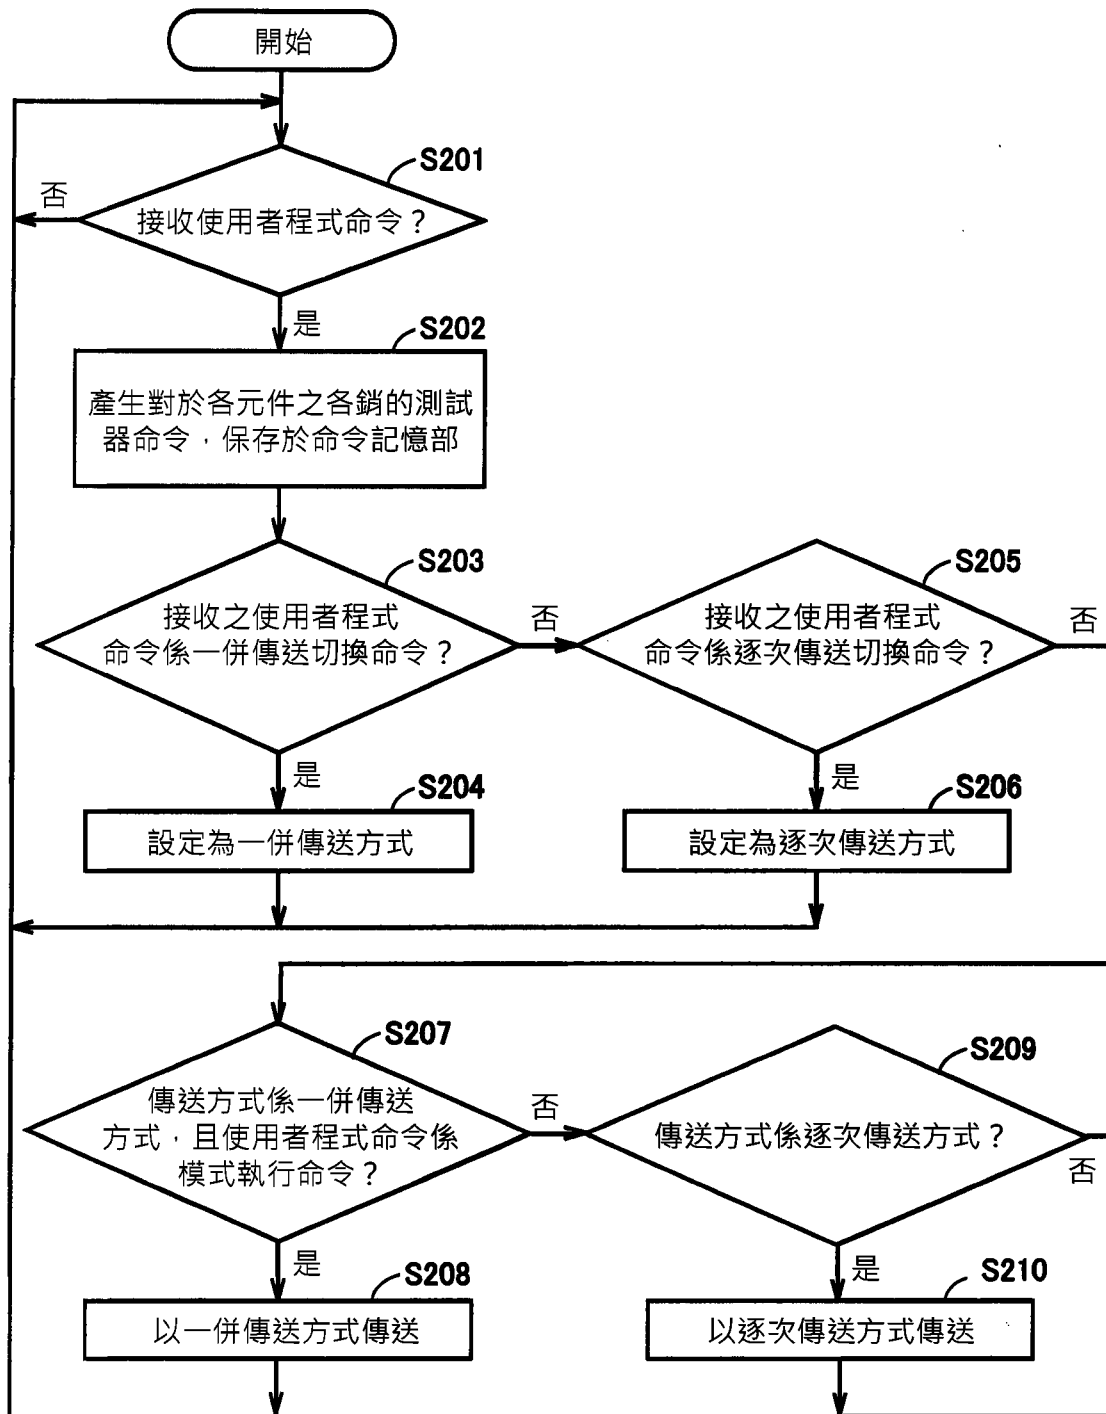 開始
S201
否
接收使用者程式命令？
是
S202
產生對於各元件之各銷的測試
器命令，保存於命令記憶部
S203
接收之使用者程式
命令係一併傳送切換命令？
否
S205
接收之使用者程式
命令係逐次傳送切換命令？
否
是
S204
設定為一併傳送方式
是
S206
設定為逐次傳送方式
S207
傳送方式係一併傳送
方式，且使用者程式命令係
模式執行命令？
否
S209
傳送方式係逐次傳送方式？
否
是
S208
以一併傳送方式傳送
是
S210
以逐次傳送方式傳送